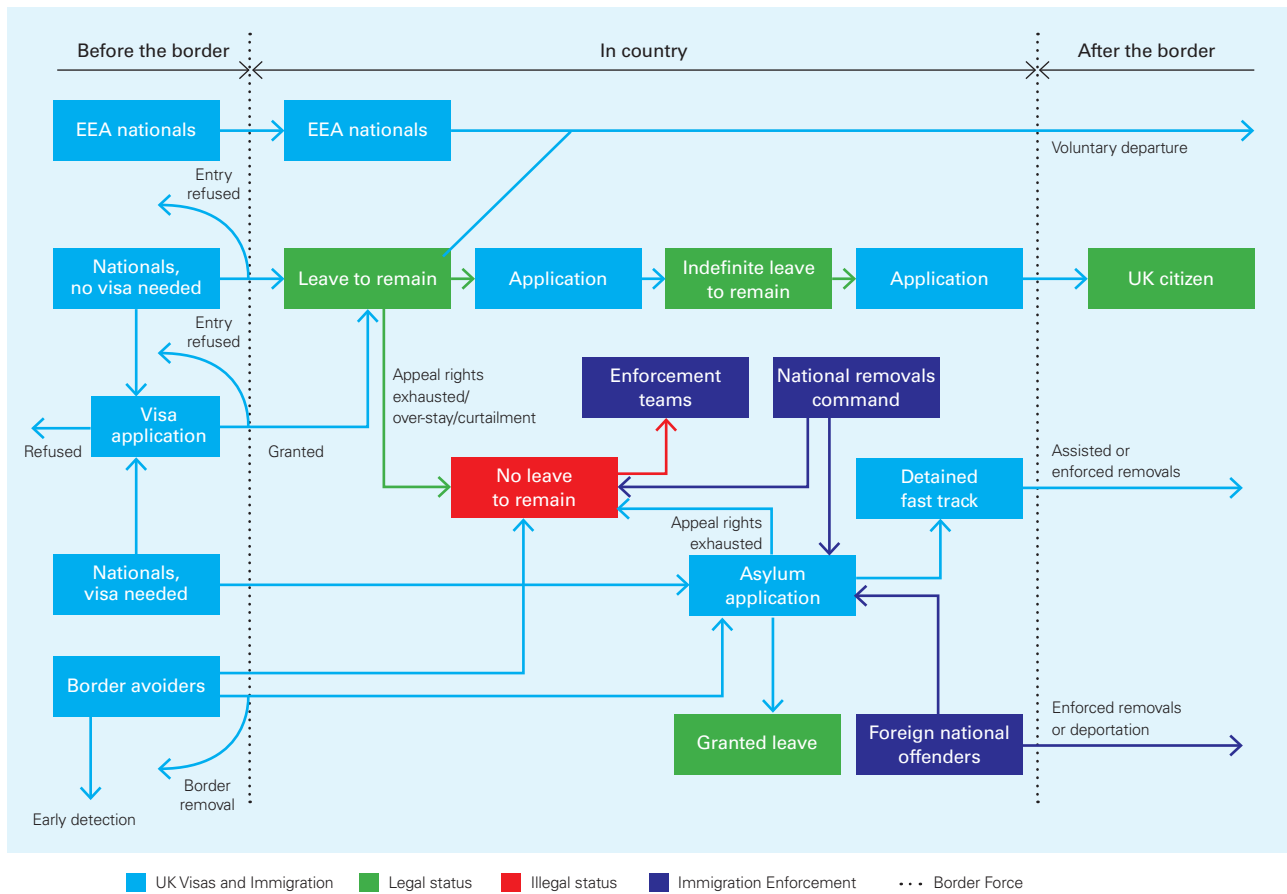 Before the border
In country
After the border
EEA nationals
EEA nationals
Voluntary departure
Entry
refused
Nationals,
no visa needed
Leave to remain
Application
Indefinite leave
to remain
Application
UK citizen
Entry
refused
Appeal rights
exhausted/
over-stay/curtailment
Enforcement
teams
National removals
command
Visa
application
Refused
Granted
No leave
to remain
Detained
fast track
Assisted or
enforced removals
Appeal rights
exhausted
Nationals,
visa needed
Asylum
application
Border avoiders
Granted leave
Foreign national
offenders
Enforced removals
or deportation
Border
removal
Early detection
UK Visas and Immigration
Legal status
Illegal status
Immigration Enforcement
Border Force